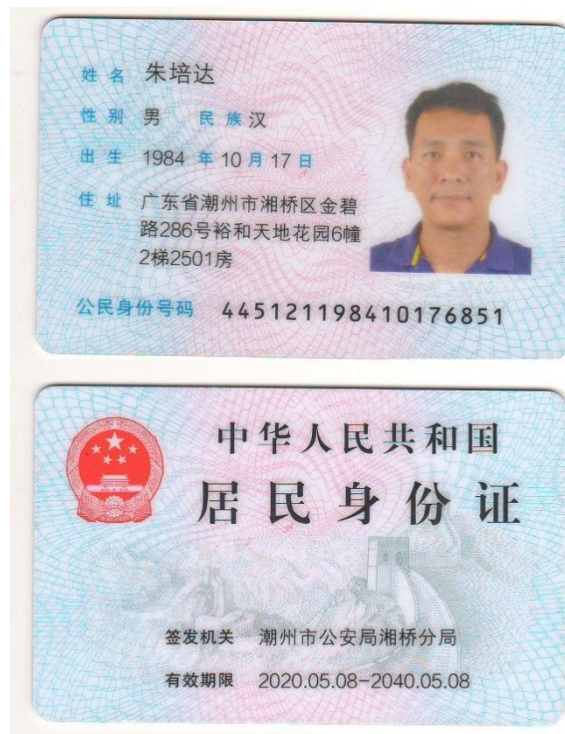 姓名 朱培达
性别 男 民族 汉
出生 1984 年 10 月 17 日
住址 广东省潮州市湘桥区金碧
路286号裕和天地花园6幢
2梯2501房
公民身份号码 445121198410176851
中华人民共和国
居民身份证
签发机关 潮州市公安局湘桥分局
有效期限 2020.05.08-2040.05.08